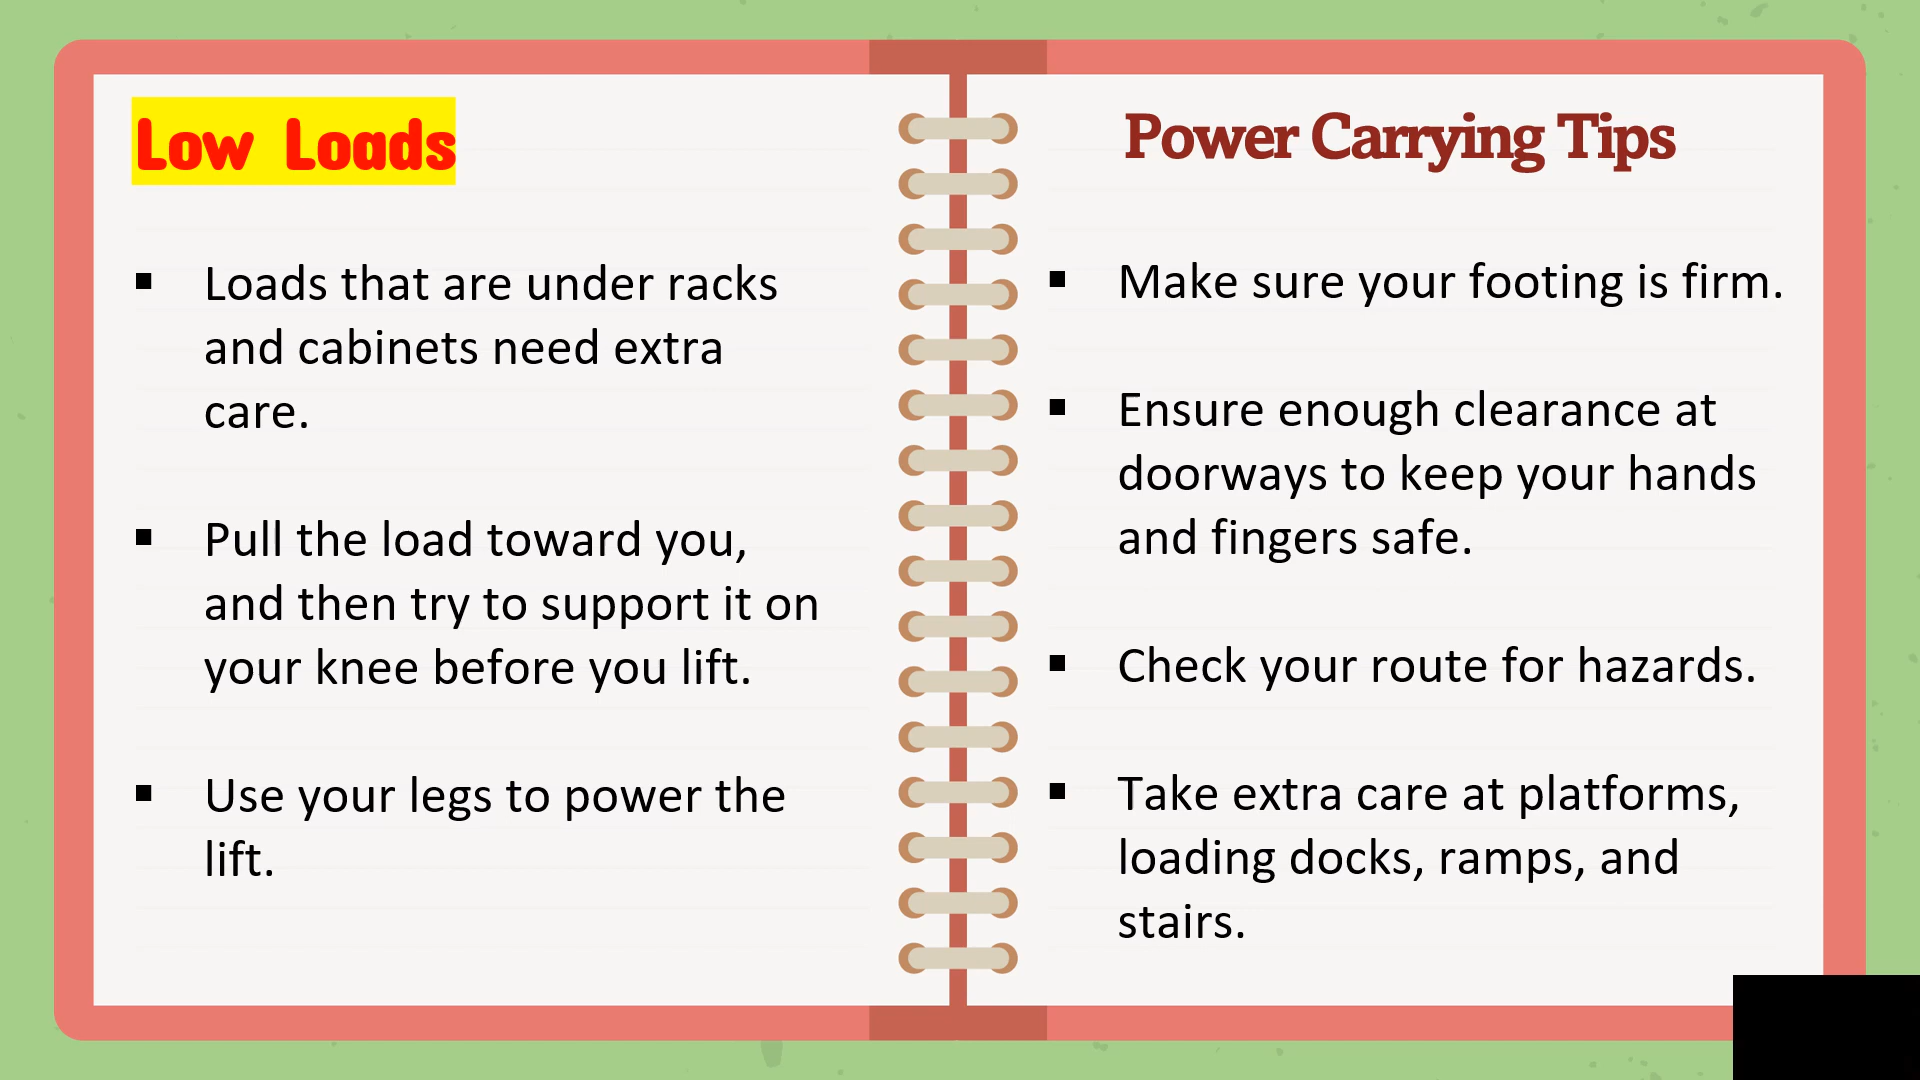 Low Loads
▪ Loads that are under racks
and cabinets need extra
care.
▪ Pull the load toward you,
and then try to support it on
your knee before you lift.
▪ Use your legs to power the
lift.
Power Carrying Tips
▪ Make sure your footing is firm.
▪ Ensure enough clearance at
doorways to keep your hands
and fingers safe.
▪ Check your route for hazards.
▪ Take extra care at platforms,
loading docks, ramps, and
stairs.